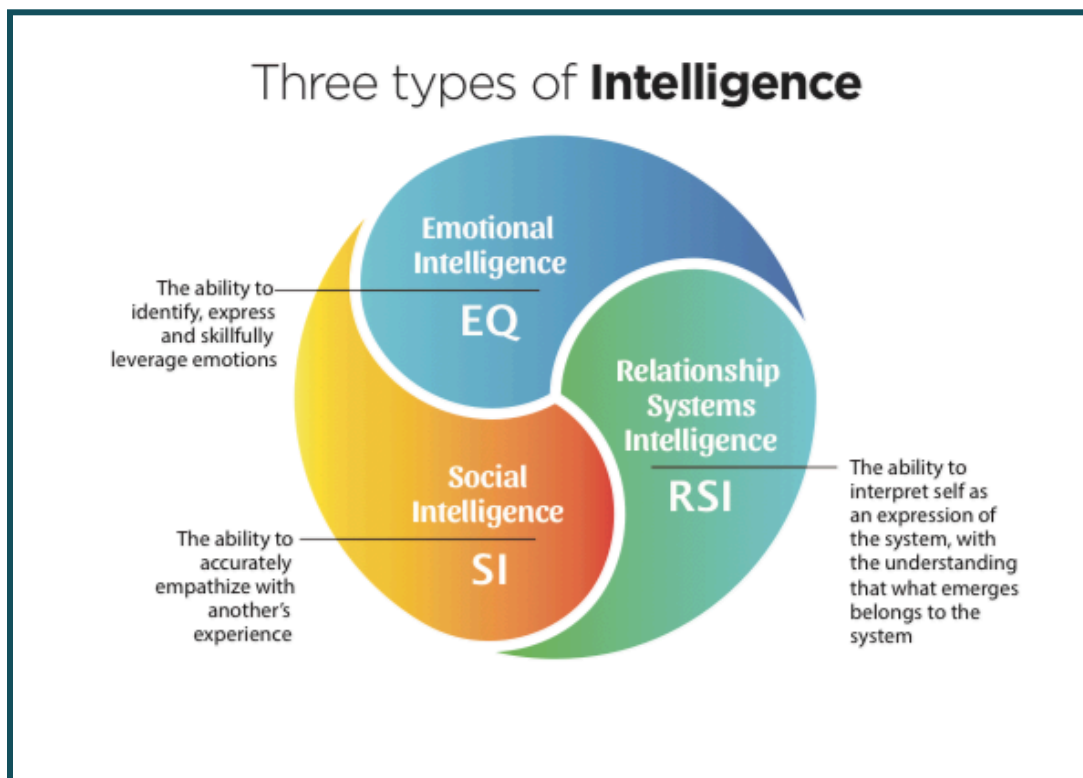 Three types of Intelligence
Emotional
Intelligence
EQ
The ability to
identify, express
and skillfully
leverage emotions
Relationship
Systems
Intelligence
RSI
The ability to
interpret self as
an expression of
the system, with
the understanding
that what emerges
belongs to the
system
Social
Intelligence
SI
The ability to
accurately
empathize with
another’s
experience